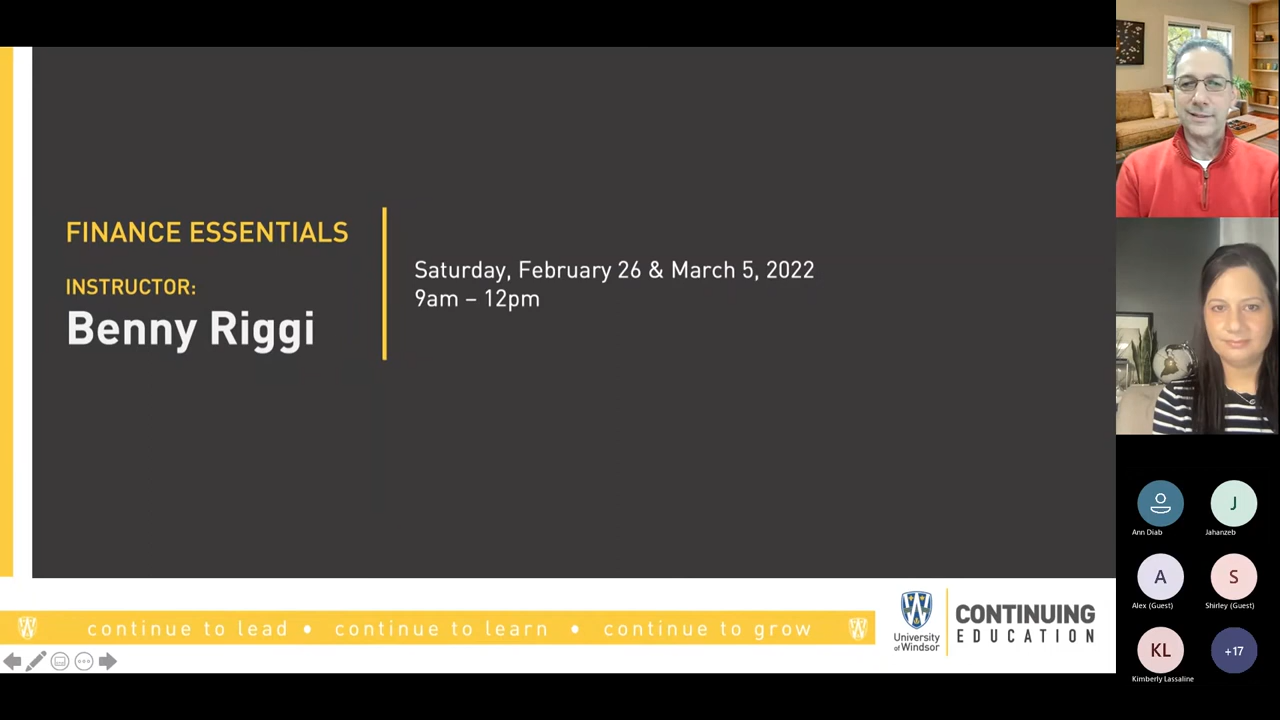 FINANCE ESSENTIALS
INSTRUCTOR:
Benny Riggi
Saturday, February 26 & March 5, 2022
9am – 12pm
continue to lead • continue to learn • continue to grow
University
of Windsor
CONTINUING
EDUCATION
Ann Diab
J
Jahanzeb
A
Alex (Guest)
S
Shirley (Guest)
KL
Kimberly Lassaline
+17